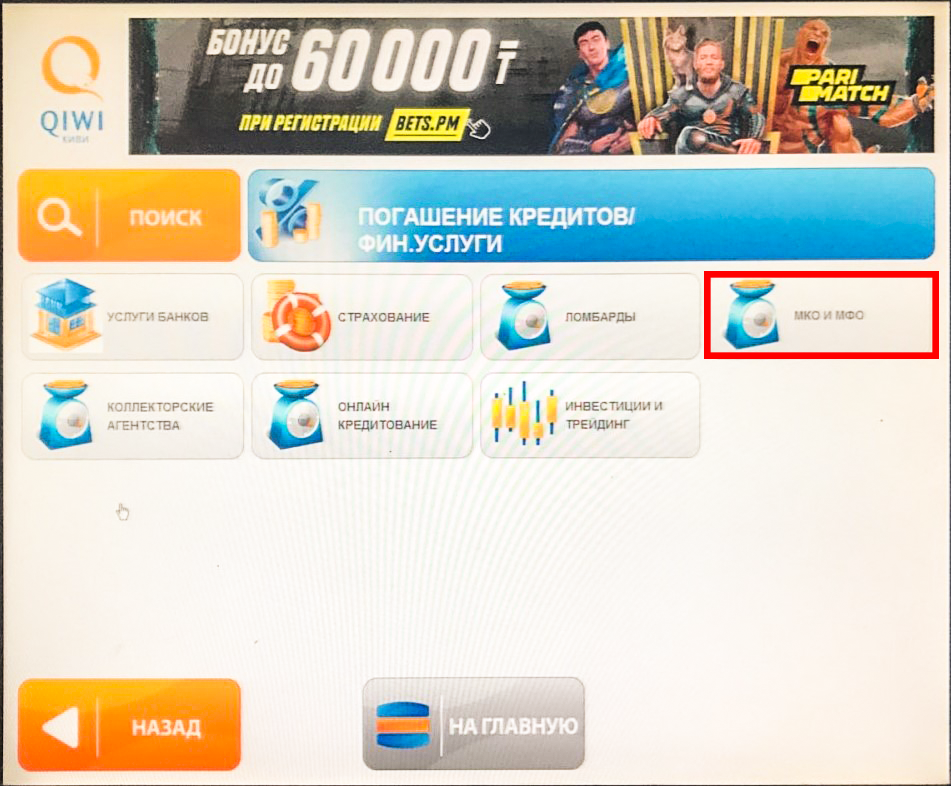 БОНУС
ДО 60 000 ₸
ПРИ РЕГИСТРАЦИИ BETS.PM
PARI
MATCH
QIWI
КИВИ
ПОИСК
ПОГАШЕНИЕ КРЕДИТОВ/
ФИН.УСЛУГИ
УСЛУГИ БАНКОВ
СТРАХОВАНИЕ
ЛОМБАРДЫ
МКО И МФО
КОЛЛЕКТОРСКИЕ
АГЕНТСТВА
ОНЛАЙН
КРЕДИТОВАНИЕ
ИНВЕСТИЦИИ И
ТРЕЙДИНГ
НАЗАД
НА ГЛАВНУЮ